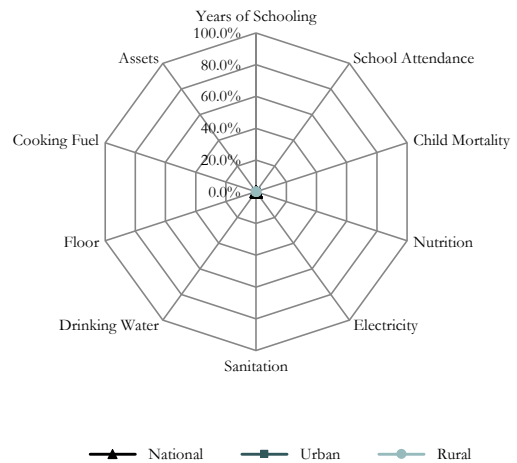 Years of Schooling
100.0%
Assets
School Attendance
80.0%
60.0%
Cooking Fuel
Child Mortality
40.0%
20.0%
0.0%
Floor
Nutrition
Drinking Water
Electricity
Sanitation
National Urban Rural